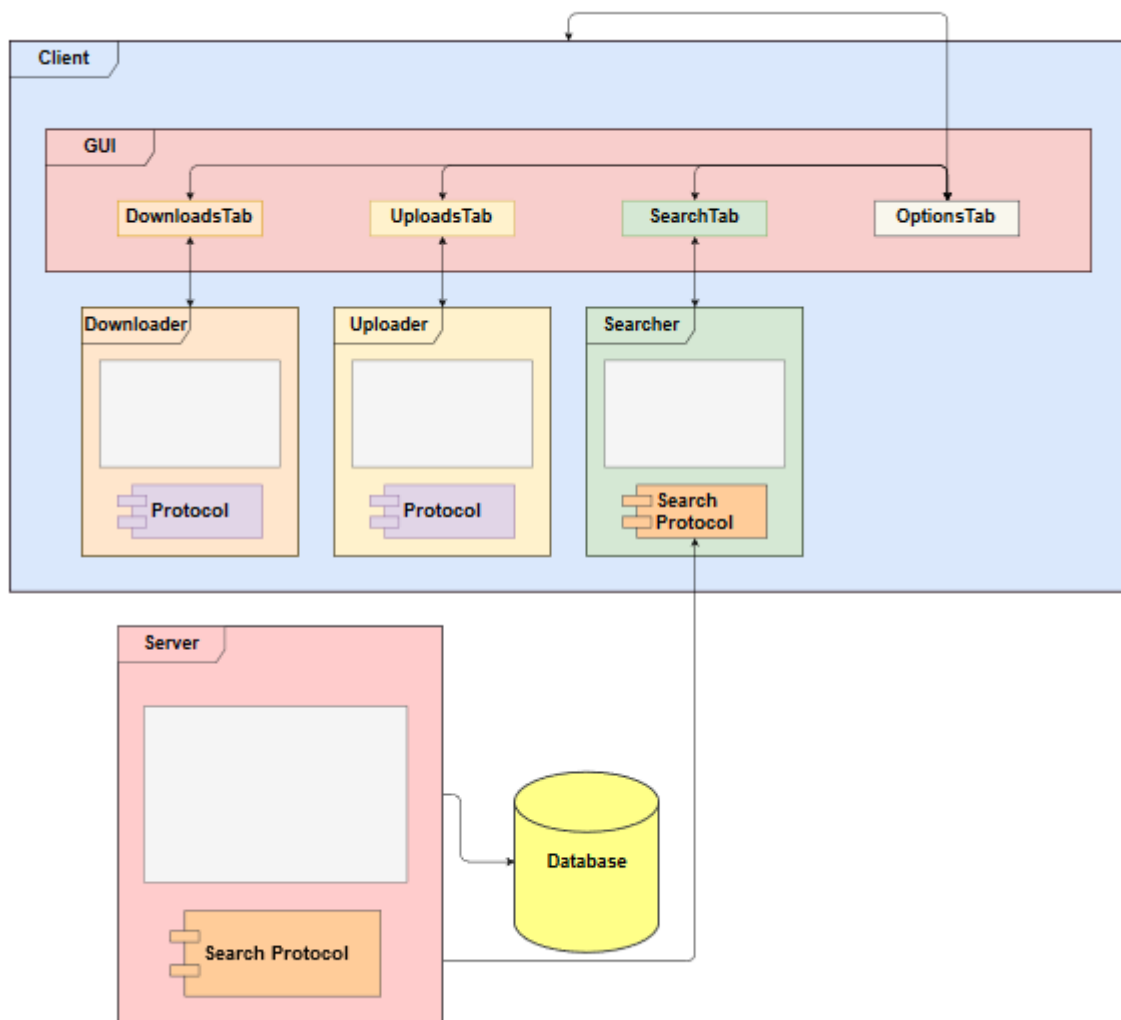 Client
GUI
DownloadsTab
UploadsTab
SearchTab
OptionsTab
Downloader
Uploader
Searcher
Protocol
Protocol
Search
Protocol
Server
Database
Search Protocol